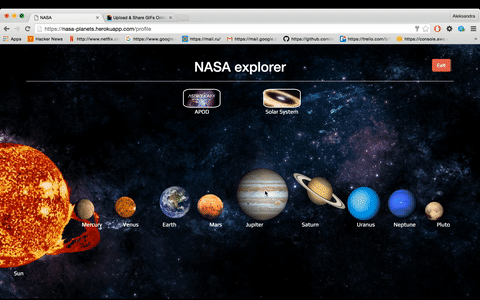 NASA
Upload & Share GIFs Onli
Aleksandra
https://nasa-planets.herokuapp.com/profile
Apps
Hacker News
http://www.netflix.c
https://www.google.
https://mail.ru/
https://mail.google.
https://github.com/
https://trello.com/b
https://console.aw
NASA explorer
Exit
APOD
Solar System
Mercury
Venus
Earth
Mars
Jupiter
Saturn
Uranus
Neptune
Pluto
Sun